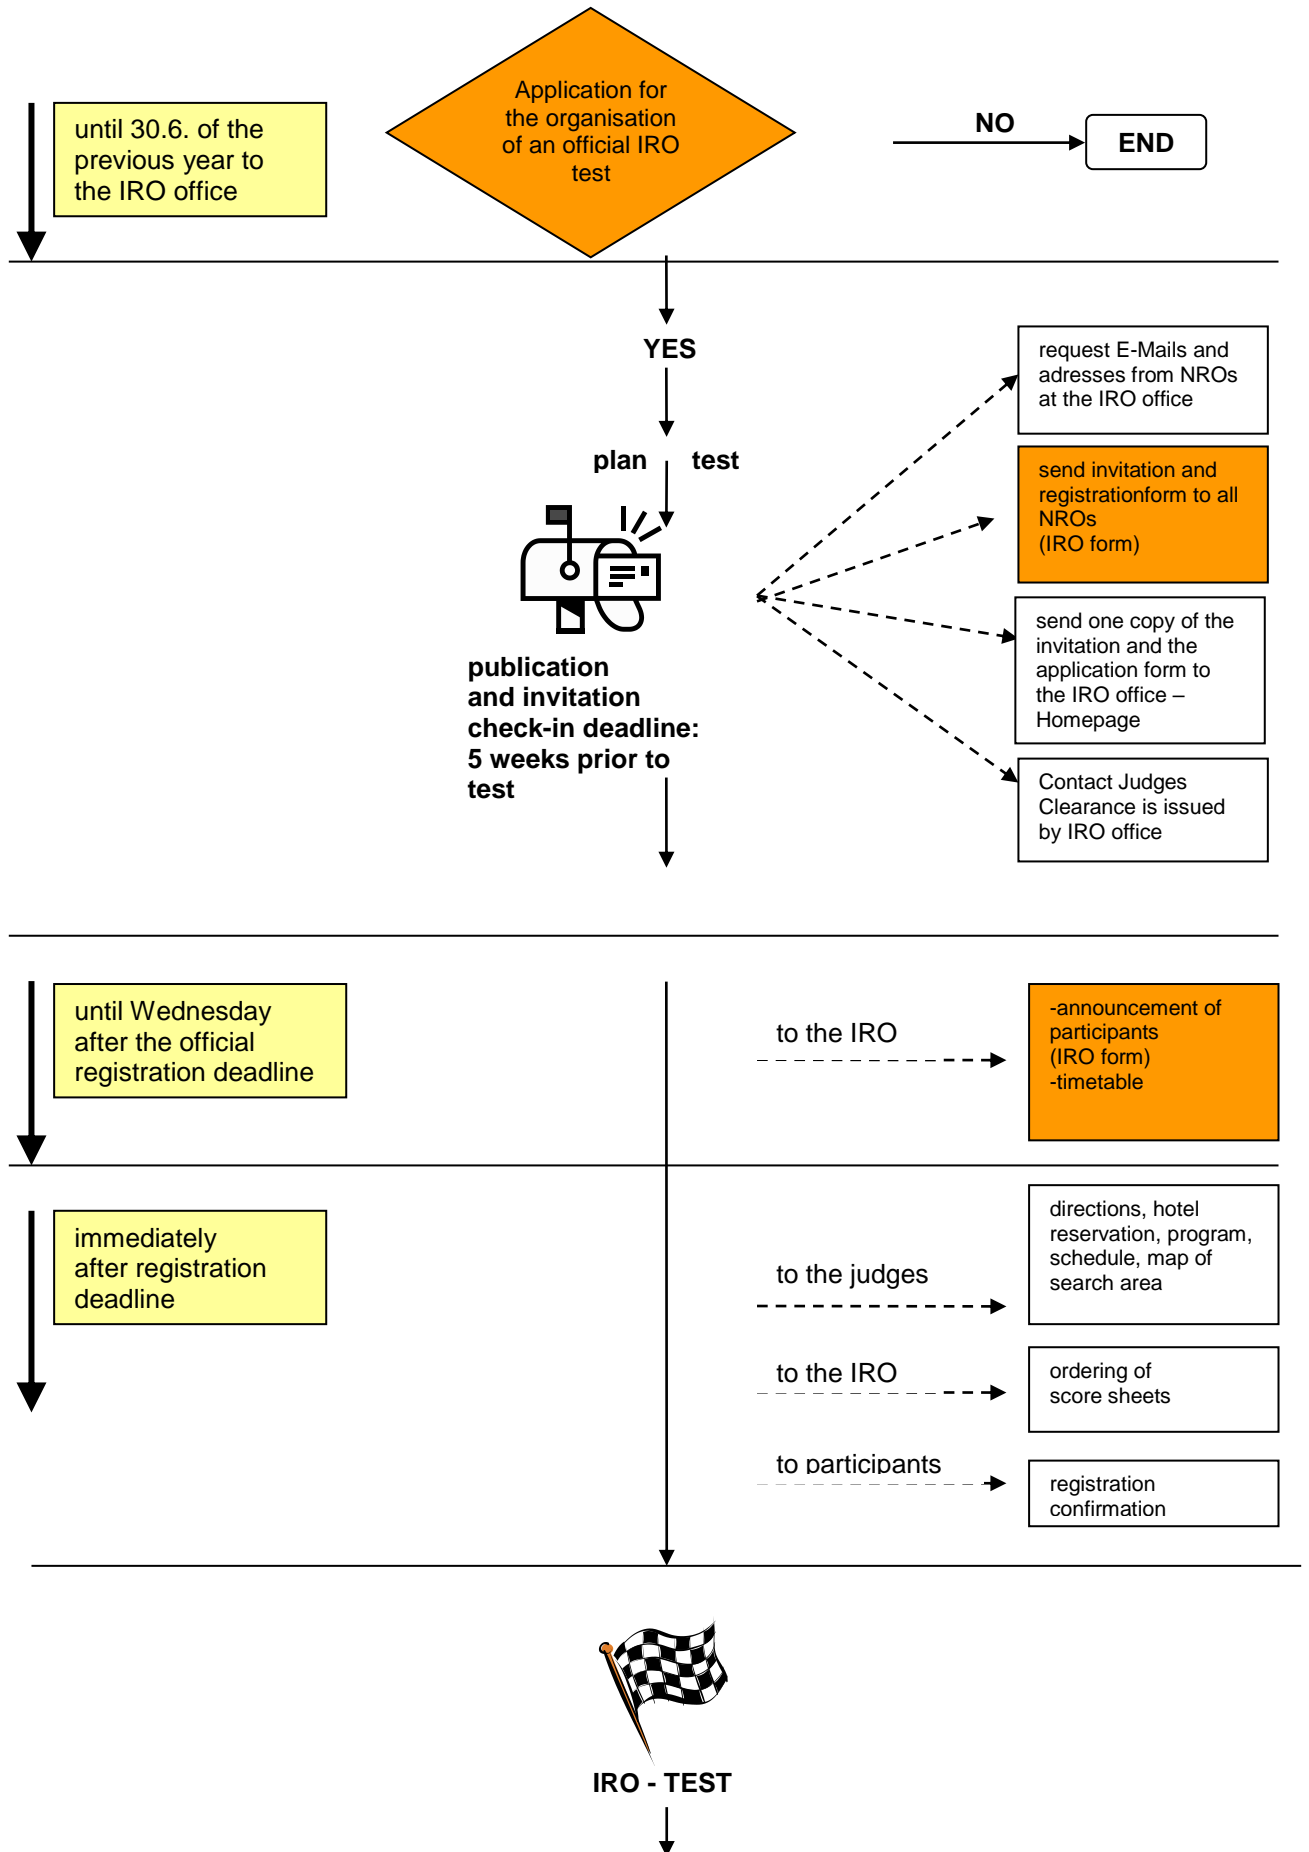 Application for
the organisation
of an official IRO
test
until 30.6. of the
previous year to
the IRO office
NO
END
YES
plan test
publication
and invitation
check-in deadline:
5 weeks prior to
test
request E-Mails and
adresses from NROs
at the IRO office
send invitation and
registrationform to all
NROs
(IRO form)
send one copy of the
invitation and the
application form to
the IRO office –
Homepage
Contact Judges
Clearance is issued
by IRO office
until Wednesday
after the official
registration deadline
to the IRO
-announcement of
participants
(IRO form)
-timetable
immediately
after registration
deadline
to the judges
directions, hotel
reservation, program,
schedule, map of
search area
to the IRO
ordering of
score sheets
to participants
registration
confirmation
IRO - TEST